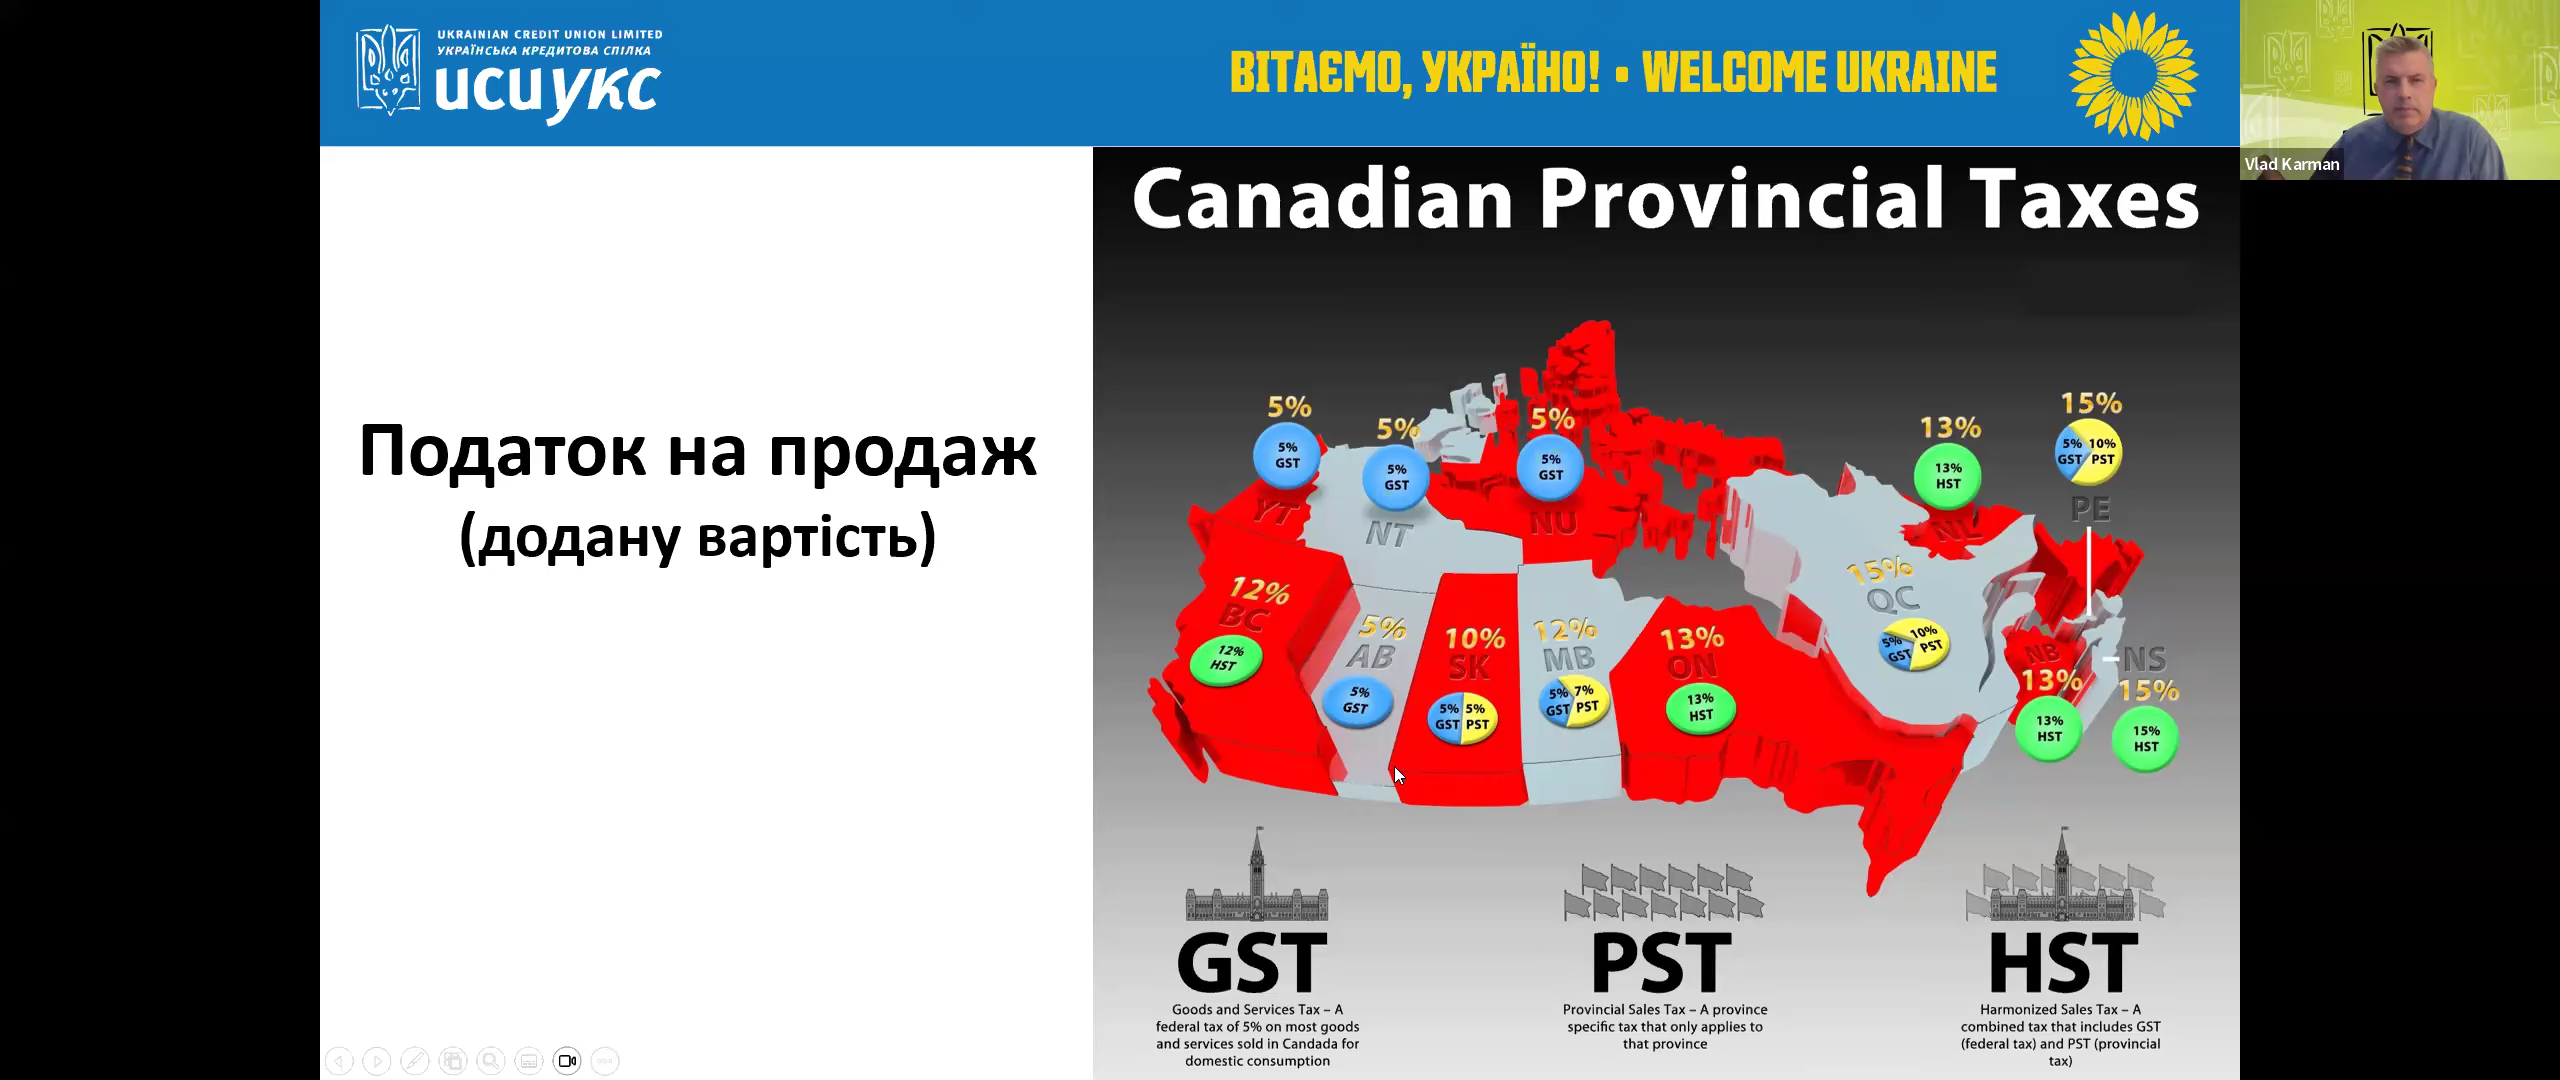 UKRAINIAN CREDIT UNION LIMITED
УКРАЇНСЬКА КРЕДИТОВА СПІЛКА
UCUУКС
ВІТАЄМО, УКРАЇНО! • WELCOME UKRAINE
Vlad Karman
Податок на продаж
(додану вартість)
Canadian Provincial Taxes
5%
5%
GST
YT
5%
5%
GST
NT
5%
5%
GST
NU
13%
13%
HST
NL
15%
5% 10%
GST PST
PE
12%
BC
12%
HST
5%
AB
5%
GST
10%
SK
5% 5%
GST PST
12%
MB
5% 7%
GST PST
13%
ON
13%
HST
15%
QC
5% 10%
GST PST
NB
13%
13%
HST
NS
15%
15%
HST
GST
Goods and Services Tax – A
federal tax of 5% on most goods
and services sold in Candada for
domestic consumption
PST
Provincial Sales Tax – A province
specific tax that only applies to
that province
HST
Harmonized Sales Tax – A
combined tax that includes GST
(federal tax) and PST (provincial
tax)